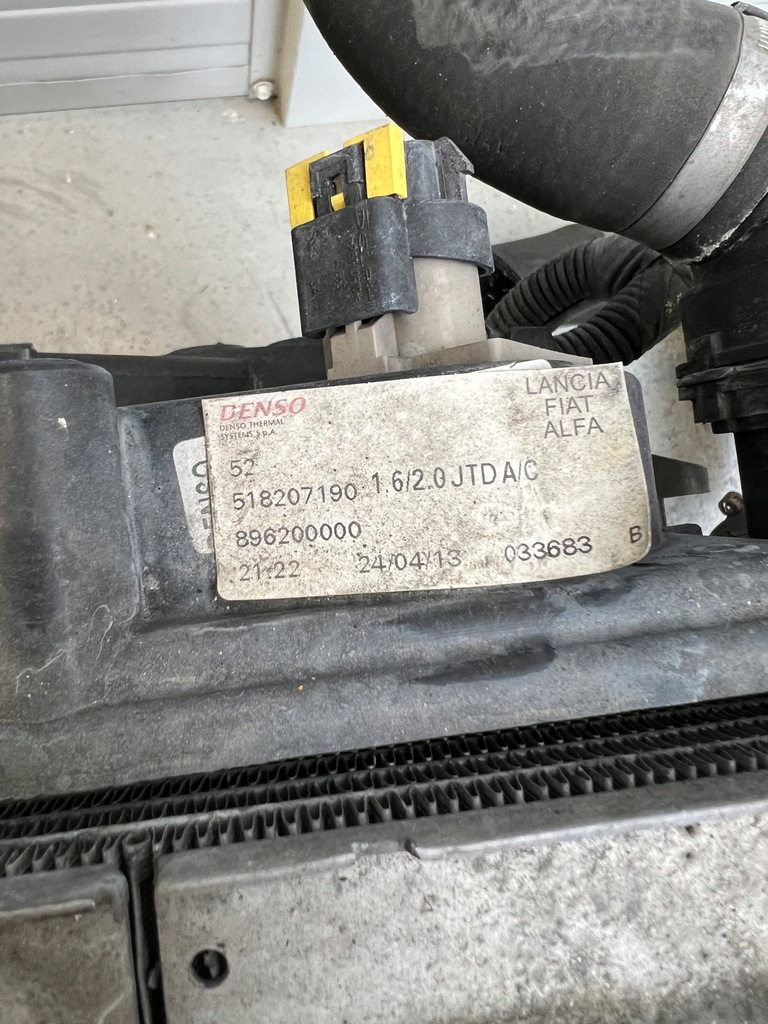 DENSO
DENSO THERMAL
SYSTEMS S.p.A.
LANCIA
FIAT
ALFA
52
518207190 1.6/2.0 JTD A/C
896200000
21:22 24/04/13 033683 B